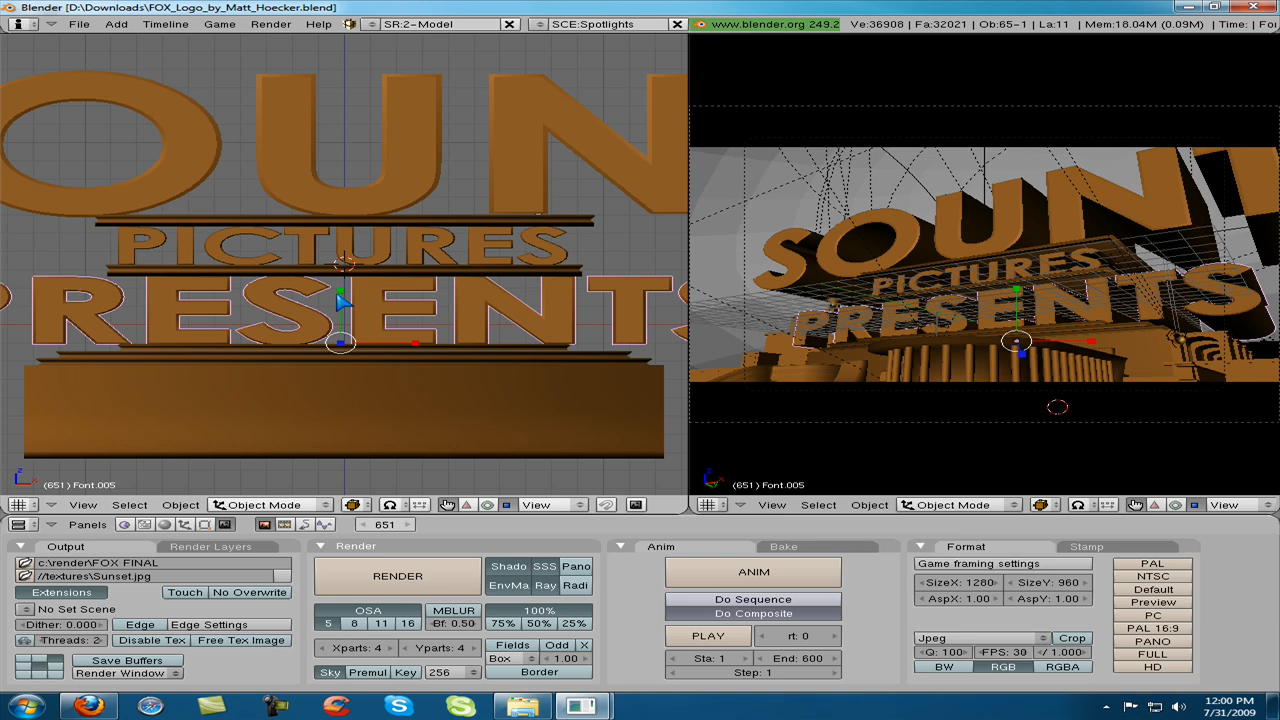 Blender [D:\Downloads\FOX_Logo_by_Matt_Hoecker.blend]
File Add Timeline Game Render Help SR:2-Model SCE:Spotlights www.blender.org 249.2 Ve:36908 | Fa:32021 | Ob:65-1 | La:11 | Mem:16.04M (0.09M) | Time: | Fo
OUN
PICTURES
RESENTS
SOUN
PICTURES
PRESENTS
(651) Font.005
(651) Font.005
View Select Object Object Mode View
View Select Object Object Mode View
Panels 651
Output Render Layers
c:\render\FOX FINAL
//textures\Sunset.jpg
Extensions Touch No Overwrite
No Set Scene
Dither: 0.000 Edge Edge Settings
Threads: 2 Disable Tex Free Tex Image
Save Buffers
Render Window
Render
RENDER
Shado SSS Pano
EnvMa Ray Radi
OSA MBLUR 100%
5 8 11 16 Bf: 0.50 75% 50% 25%
Xparts: 4 Yparts: 4 Fields Odd X
Box 1.00
Sky Premul Key 256 Border
Anim Bake
ANIM
Do Sequence
Do Composite
PLAY rt: 0
Sta: 1 End: 600
Step: 1
Format Stamp
Game framing settings
SizeX: 1280 SizeY: 960
AspX: 1.00 AspY: 1.00
Jpeg Crop
Q: 100 FPS: 30 /: 1.000
BW RGB RGBA
PAL
NTSC
Default
Preview
PC
PAL 16:9
PANO
FULL
HD
12:00 PM
7/31/2009